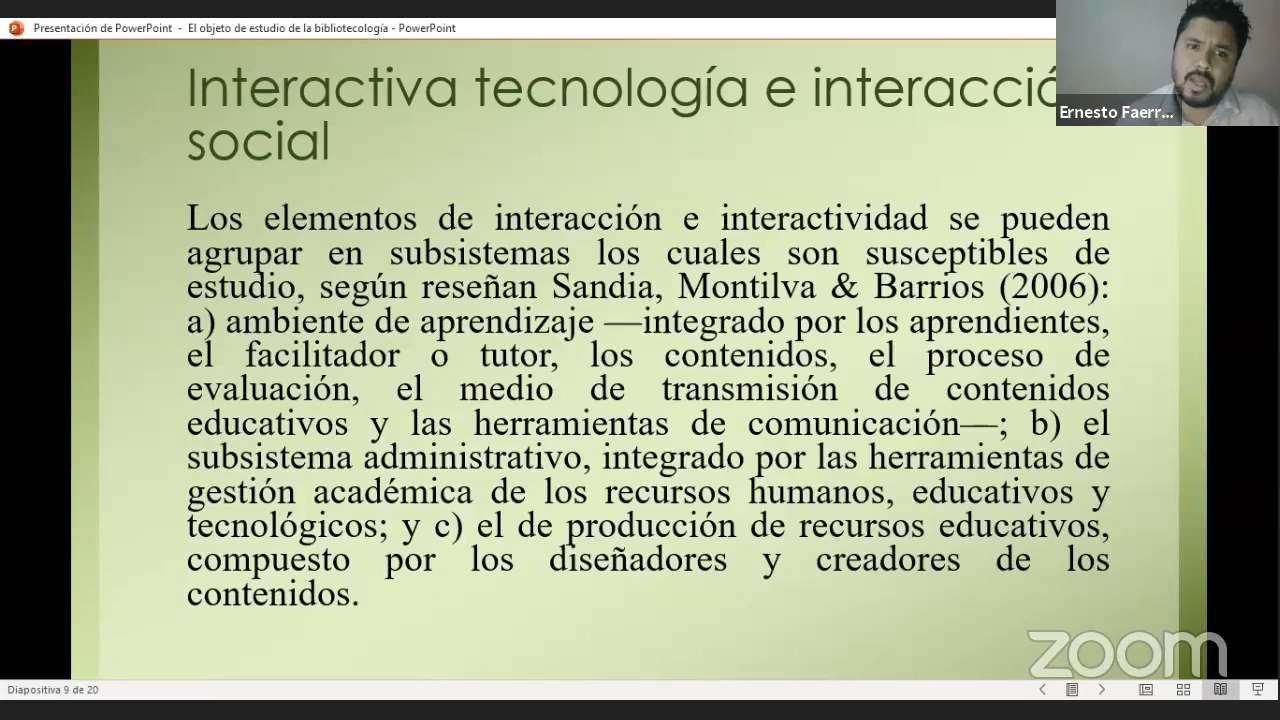 Presentación de PowerPoint - El objeto de estudio de la bibliotecología - PowerPoint
Interactiva tecnología e interacció
social
Ernesto Faerr...
Los elementos de interacción e interactividad se pueden
agrupar en subsistemas los cuales son susceptibles de
estudio, según reseñan Sandia, Montilva & Barrios (2006):
a) ambiente de aprendizaje —integrado por los aprendientes,
el facilitador o tutor, los contenidos, el proceso de
evaluación, el medio de transmisión de contenidos
educativos y las herramientas de comunicación—; b) el
subsistema administrativo, integrado por las herramientas de
gestión académica de los recursos humanos, educativos y
tecnológicos; y c) el de producción de recursos educativos,
compuesto por los diseñadores y creadores de los
contenidos.
zoom
Diapositiva 9 de 20